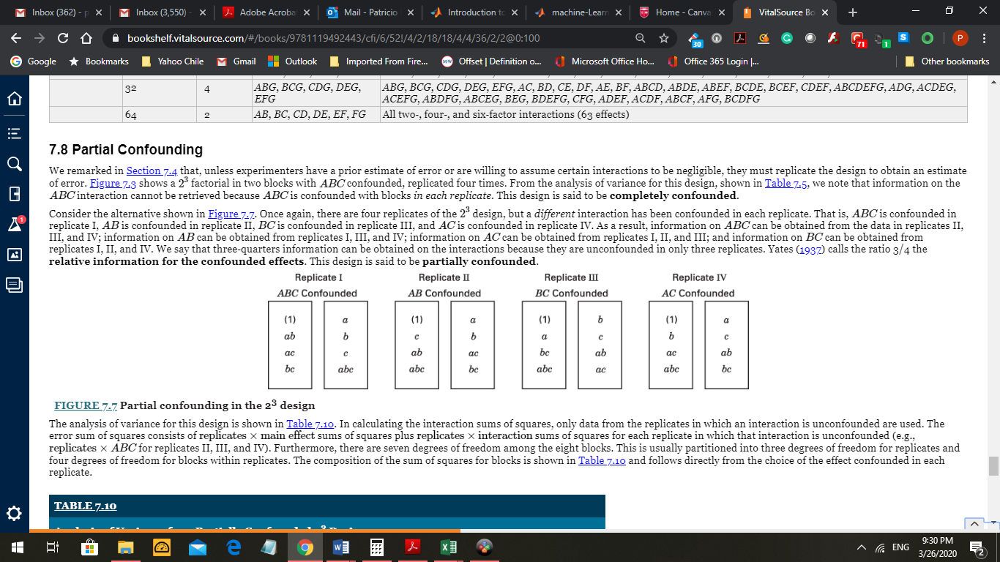 Inbox (362) - p
Inbox (3,550) -
Adobe Acroba
Mail - Patricio
Introduction to
machine-Learn
Home - Canva
VitalSource Bo
bookshelf.vitalsource.com/#/books/9781119492443/cfi/6/52!/4/2/18/18/4/4/36/2/2@0:100
30
71
1
S
P
Google
Bookmarks
Yahoo Chile
Gmail
Outlook
Imported From Fire...
Offset | Definition o...
Microsoft Office Ho...
Office 365 Login |...
Other bookmarks
32 4 ABG, BCG, CDG, DEG, EFG
ABG, BCG, CDG, DEG, EFG, AC, BD, CE, DF, AE, BF, ABCD, ABDE, ABEF, BCDE, BCEF, CDEF, ABCDEFG, ADG, ACDEG,
ACEFG, ABDFG, ABCEG, BEG, BDEFG, CFG, ADEF, ACDF, ABCF, AFG, BCDFG
64 2 AB, BC, CD, DE, EF, FG All two-, four-, and six-factor interactions (63 effects)
7.8 Partial Confounding
We remarked in Section 7.4 that, unless experimenters have a prior estimate of error or are willing to assume certain interactions to be negligible, they must replicate the design to obtain an estimate
of error. Figure 7.3 shows a 2³ factorial in two blocks with ABC confounded, replicated four times. From the analysis of variance for this design, shown in Table 7.5, we note that information on the
ABC interaction cannot be retrieved because ABC is confounded with blocks in each replicate. This design is said to be completely confounded.
Consider the alternative shown in Figure 7.7. Once again, there are four replicates of the 2³ design, but a different interaction has been confounded in each replicate. That is, ABC is confounded in
replicate I, AB is confounded in replicate II, BC is confounded in replicate III, and AC is confounded in replicate IV. As a result, information on ABC can be obtained from the data in replicates II,
III, and IV; information on AB can be obtained from replicates I, III, and IV; information on AC can be obtained from replicates I, II, and III; and information on BC can be obtained from
replicates I, II, and IV. We say that three-quarters information can be obtained on the interactions because they are unconfounded in only three replicates. Yates (1937) calls the ratio 3/4 the
relative information for the confounded effects. This design is said to be partially confounded.
Replicate I Replicate II Replicate III Replicate IV
ABC Confounded AB Confounded BC Confounded AC Confounded
(1) a (1) a (1) b (1) a
ab b c b a c b c
ac c ab ac bc ab ac ab
bc abc abc bc abc ac abc bc
FIGURE 7.7 Partial confounding in the 2³ design
The analysis of variance for this design is shown in Table 7.10. In calculating the interaction sums of squares, only data from the replicates in which an interaction is unconfounded are used. The
error sum of squares consists of replicates × main effect sums of squares plus replicates × interaction sums of squares for each replicate in which that interaction is unconfounded (e.g.,
replicates × ABC for replicates II, III, and IV). Furthermore, there are seven degrees of freedom among the eight blocks. This is usually partitioned into three degrees of freedom for replicates and
four degrees of freedom for blocks within replicates. The composition of the sum of squares for blocks is shown in Table 7.10 and follows directly from the choice of the effect confounded in each
replicate.
TABLE 7.10
ENG
9:30 PM
3/26/2020
2